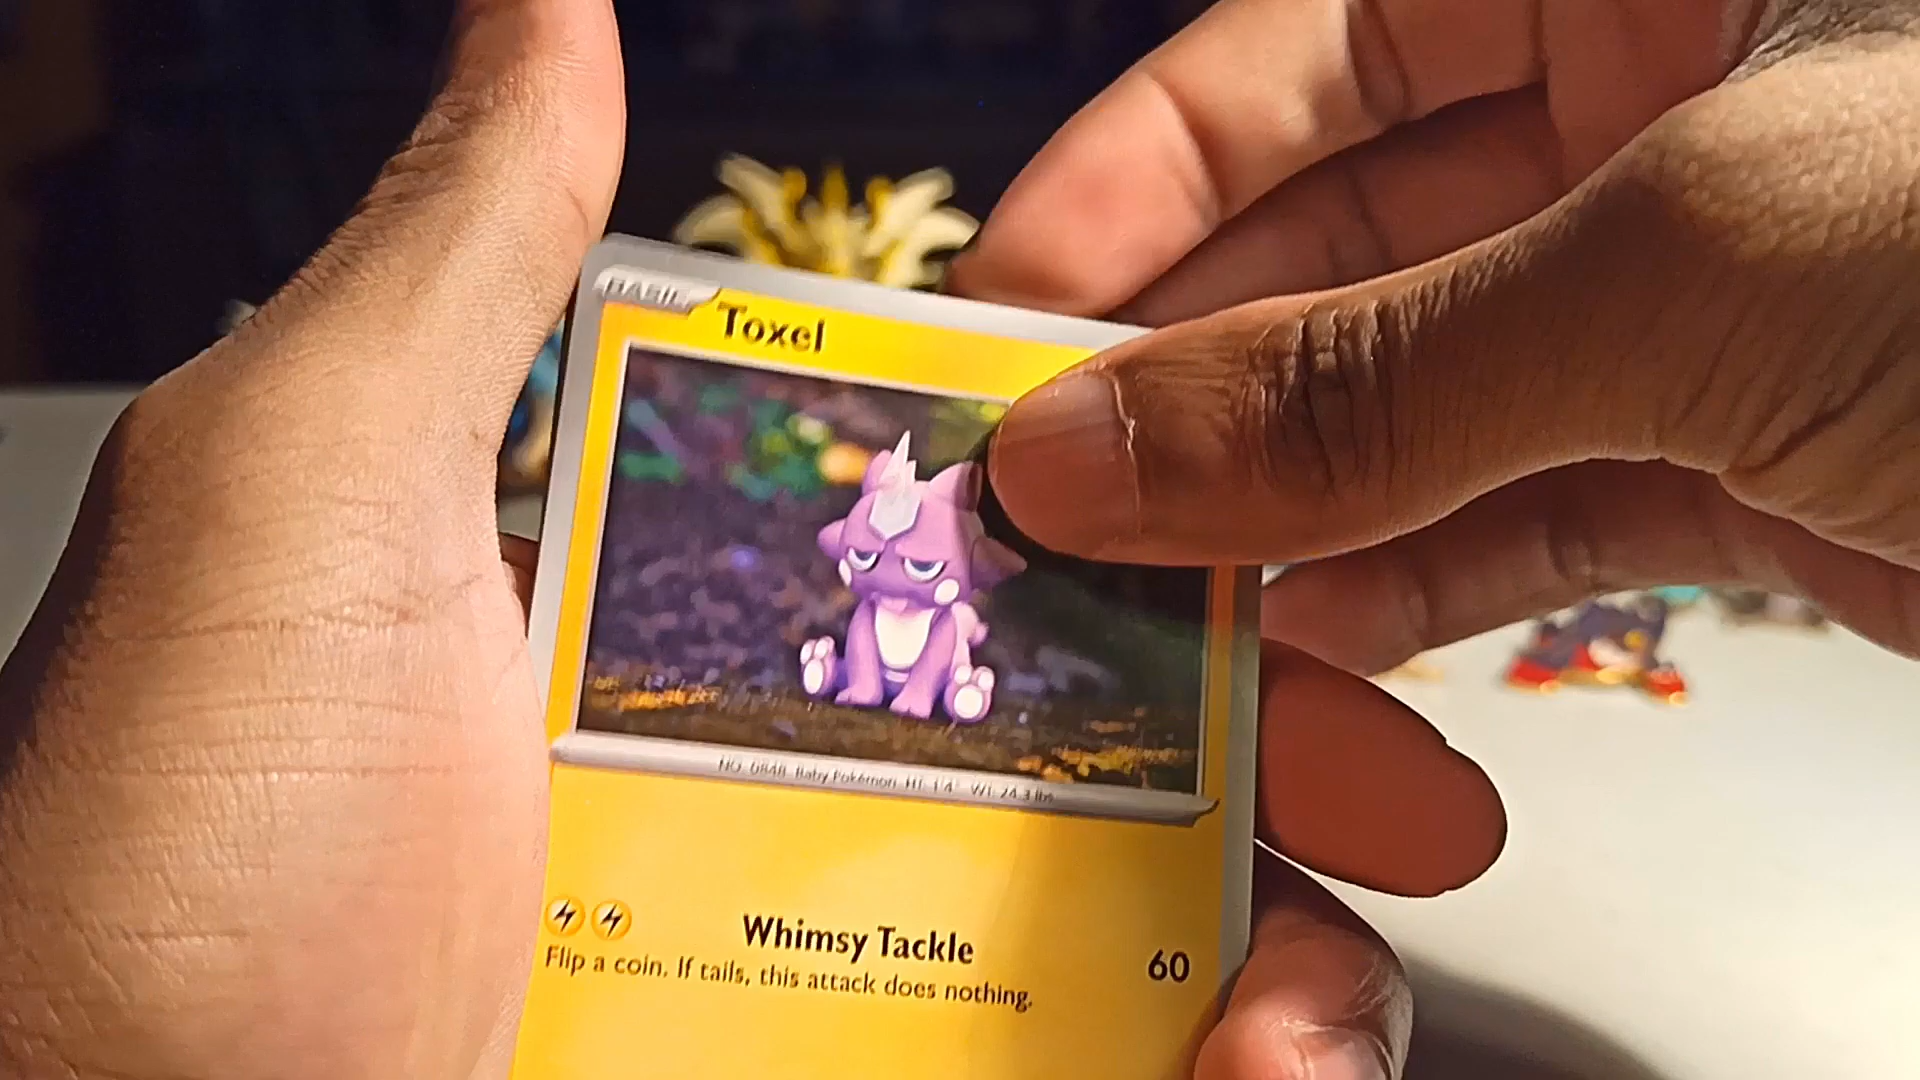 BASIC
Toxel
NO. 0848 Baby Pokémon HT: 1'4" WT: 24.3 lbs
Whimsy Tackle
60
Flip a coin. If tails, this attack does nothing.